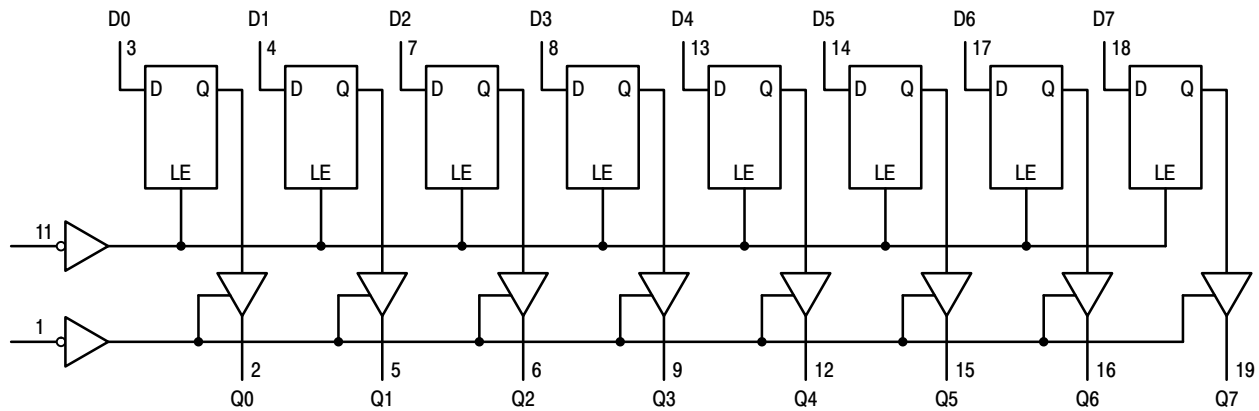 D0 D1 D2 D3 D4 D5 D6 D7
3 4 7 8 13 14 17 18
D Q D Q D Q D Q D Q D Q D Q D Q
LE LE LE LE LE LE LE LE
11
1
2 5 6 9 12 15 16 19
Q0 Q1 Q2 Q3 Q4 Q5 Q6 Q7